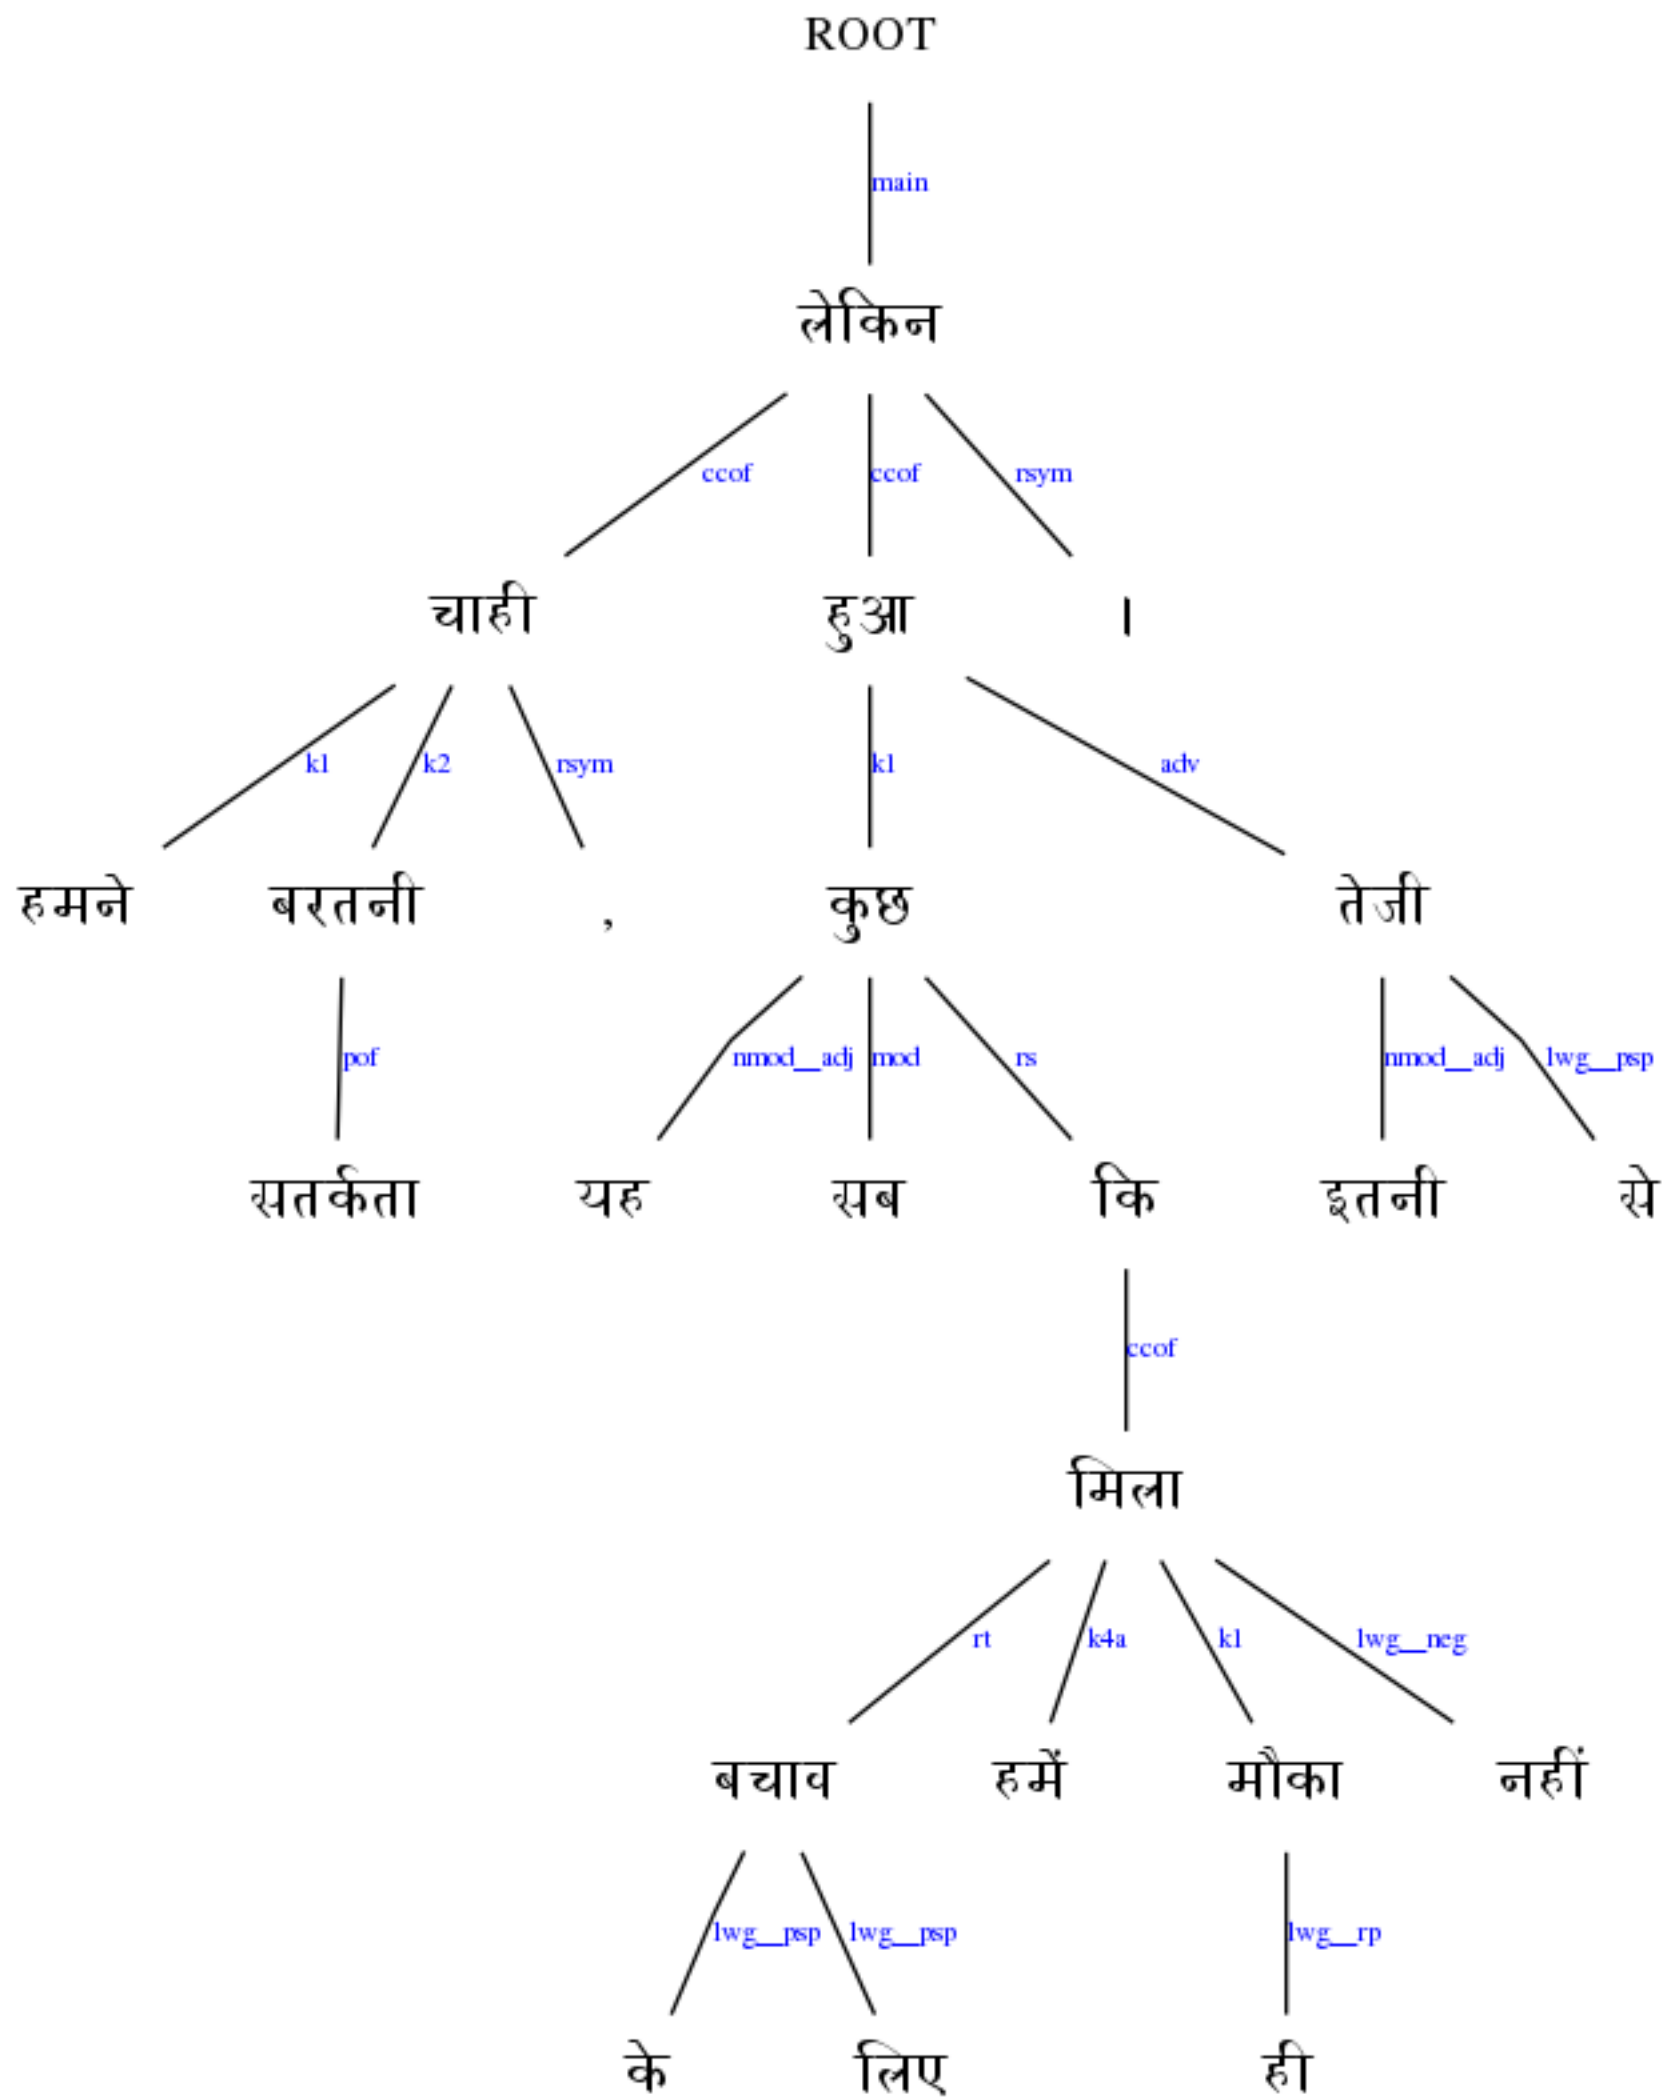 ROOT
main
लेकिन
ccof ccof rsym
चाही हुआ ।
k1 k2 rsym k1 adv
हमने बरतनी , कुछ तेजी
pof nmod__adj mod rs nmod__adj lwg__psp
सतर्कता यह सब कि इतनी से
ccof
मिला
rt k4a k1 lwg__neg
बचाव हमें मौका नहीं
lwg__psp lwg__psp lwg__rp
के लिए ही